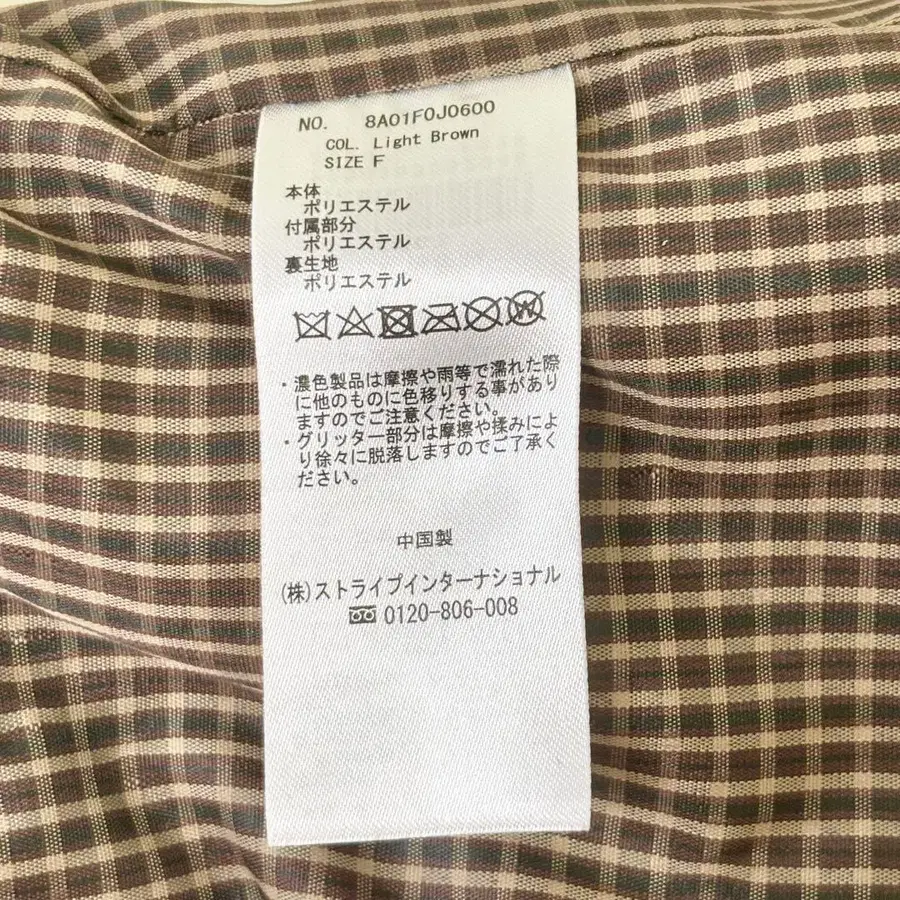 NO. 8A01F0J0600
COL. Light Brown
SIZE F
本体
ポリエステル
付属部分
ポリエステル
裏生地
ポリエステル
・濃色製品は摩擦や雨等で濡れた際
に他のものに色移りする事があり
ますのでご注意ください。
・グリッター部分は摩擦や揉みによ
り徐々に脱落しますのでご了承く
ださい。
中国製
(株)ストライプインターナショナル
0120-806-008